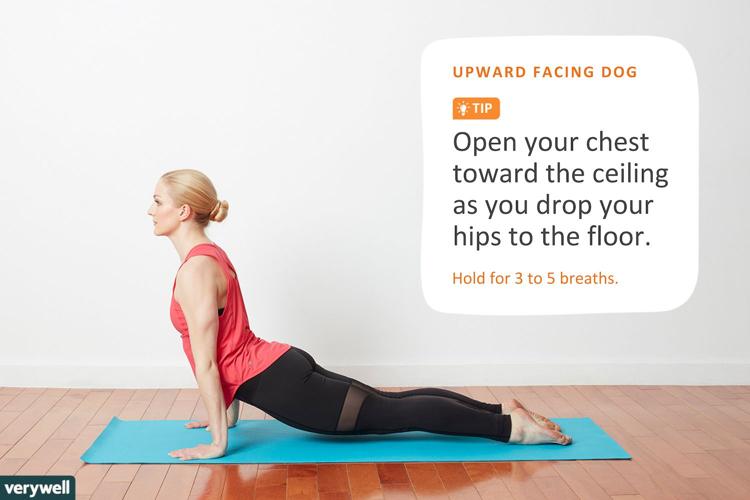 UPWARD FACING DOG
TIP
Open your chest
toward the ceiling
as you drop your
hips to the floor.
Hold for 3 to 5 breaths.
verywell